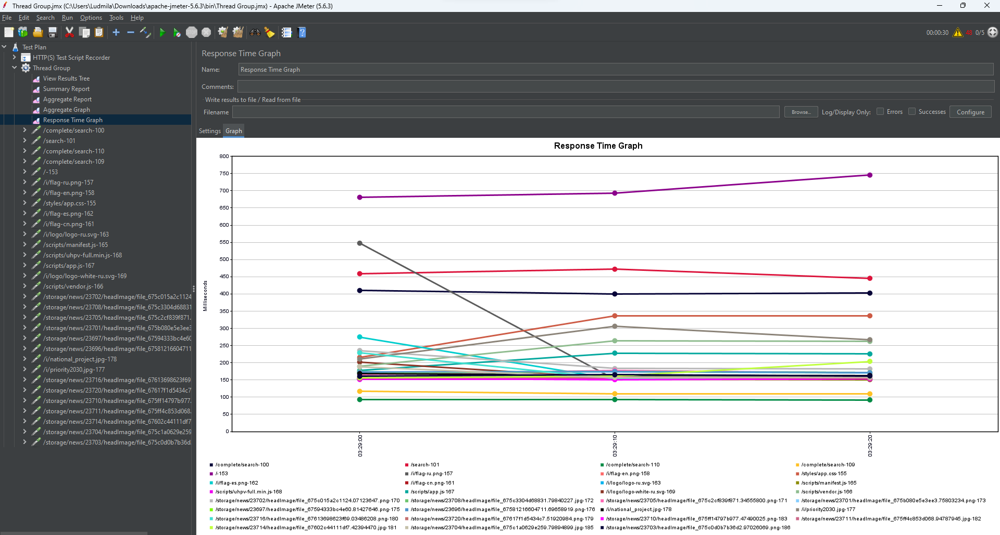 Thread Group.jmx (C:\Users\Ludmila\Downloads\apache-jmeter-5.6.3\bin\Thread Group.jmx) - Apache JMeter (5.6.3)
File Edit Search Run Options Tools Help
00:00:30 48 0/5
Test Plan
HTTP(S) Test Script Recorder
Thread Group
View Results Tree
Summary Report
Aggregate Report
Aggregate Graph
Response Time Graph
/complete/search-100
/search-101
/complete/search-110
/complete/search-109
/-153
/i/flag-ru.png-157
/i/flag-en.png-158
/styles/app.css-155
/i/flag-es.png-162
/i/flag-cn.png-161
/i/logo/logo-ru.svg-163
/scripts/manifest.js-165
/scripts/uhpv-full.min.js-168
/scripts/app.js-167
/i/logo/logo-white-ru.svg-169
/scripts/vendor.js-166
/storage/news/23702/headImage/file_675c015a2c1124
/storage/news/23708/headImage/file_675c3304d68831
/storage/news/23705/headImage/file_675c2cf839f871.
/storage/news/23701/headImage/file_675b080e5e3ee3
/storage/news/23697/headImage/file_67594333bc4e60
/storage/news/23696/headImage/file_67581216604711
/i/national_project.jpg-178
/i/priority2030.jpg-177
/storage/news/23716/headImage/file_67613698623f69
/storage/news/23720/headImage/file_67617f1d5434c7
/storage/news/23710/headImage/file_675ff14797b977.
/storage/news/23711/headImage/file_675ff4c853d068.
/storage/news/23714/headImage/file_67602c44111df7
/storage/news/23704/headImage/file_675c1a0629e259
/storage/news/23703/headImage/file_675c0d0b7b36d
Response Time Graph
Name: Response Time Graph
Comments:
Write results to file / Read from file
Filename Browse... Log/Display Only: Errors Successes Configure
Settings Graph
Response Time Graph
800
750
700
650
600
550
500
450
400
350
300
250
200
150
100
50
0
Milliseconds
03:29:00 03:29:10 03:29:20
/complete/search-100 /search-101 /complete/search-110 /complete/search-109
/-153 /i/flag-ru.png-157 /i/flag-en.png-158 /styles/app.css-155
/i/flag-es.png-162 /i/flag-cn.png-161 /i/logo/logo-ru.svg-163 /scripts/manifest.js-165
/scripts/uhpv-full.min.js-168 /scripts/app.js-167 /i/logo/logo-white-ru.svg-169 /scripts/vendor.js-166
/storage/news/23702/headImage/file_675c015a2c1124.07123647.png-170 /storage/news/23708/headImage/file_675c3304d68831.79840227.jpg-172 /storage/news/23705/headImage/file_675c2cf839f871.34555800.png-171 /storage/news/23701/headImage/file_675b080e5e3ee3.75803234.png-173
/storage/news/23697/headImage/file_67594333bc4e60.81427646.png-175 /storage/news/23696/headImage/file_67581216604711.69658919.png-176 /i/national_project.jpg-178 /i/priority2030.jpg-177
/storage/news/23716/headImage/file_67613698623f69.03486208.png-180 /storage/news/23720/headImage/file_67617f1d5434c7.51920984.png-179 /storage/news/23710/headImage/file_675ff14797b977.47490025.png-183 /storage/news/23711/headImage/file_675ff4c853d068.94787945.jpg-182
/storage/news/23714/headImage/file_67602c44111df7.42394470.jpg-181 /storage/news/23704/headImage/file_675c1a0629e259.79894899.jpg-185 /storage/news/23703/headImage/file_675c0d0b7b36d2.97026069.png-186